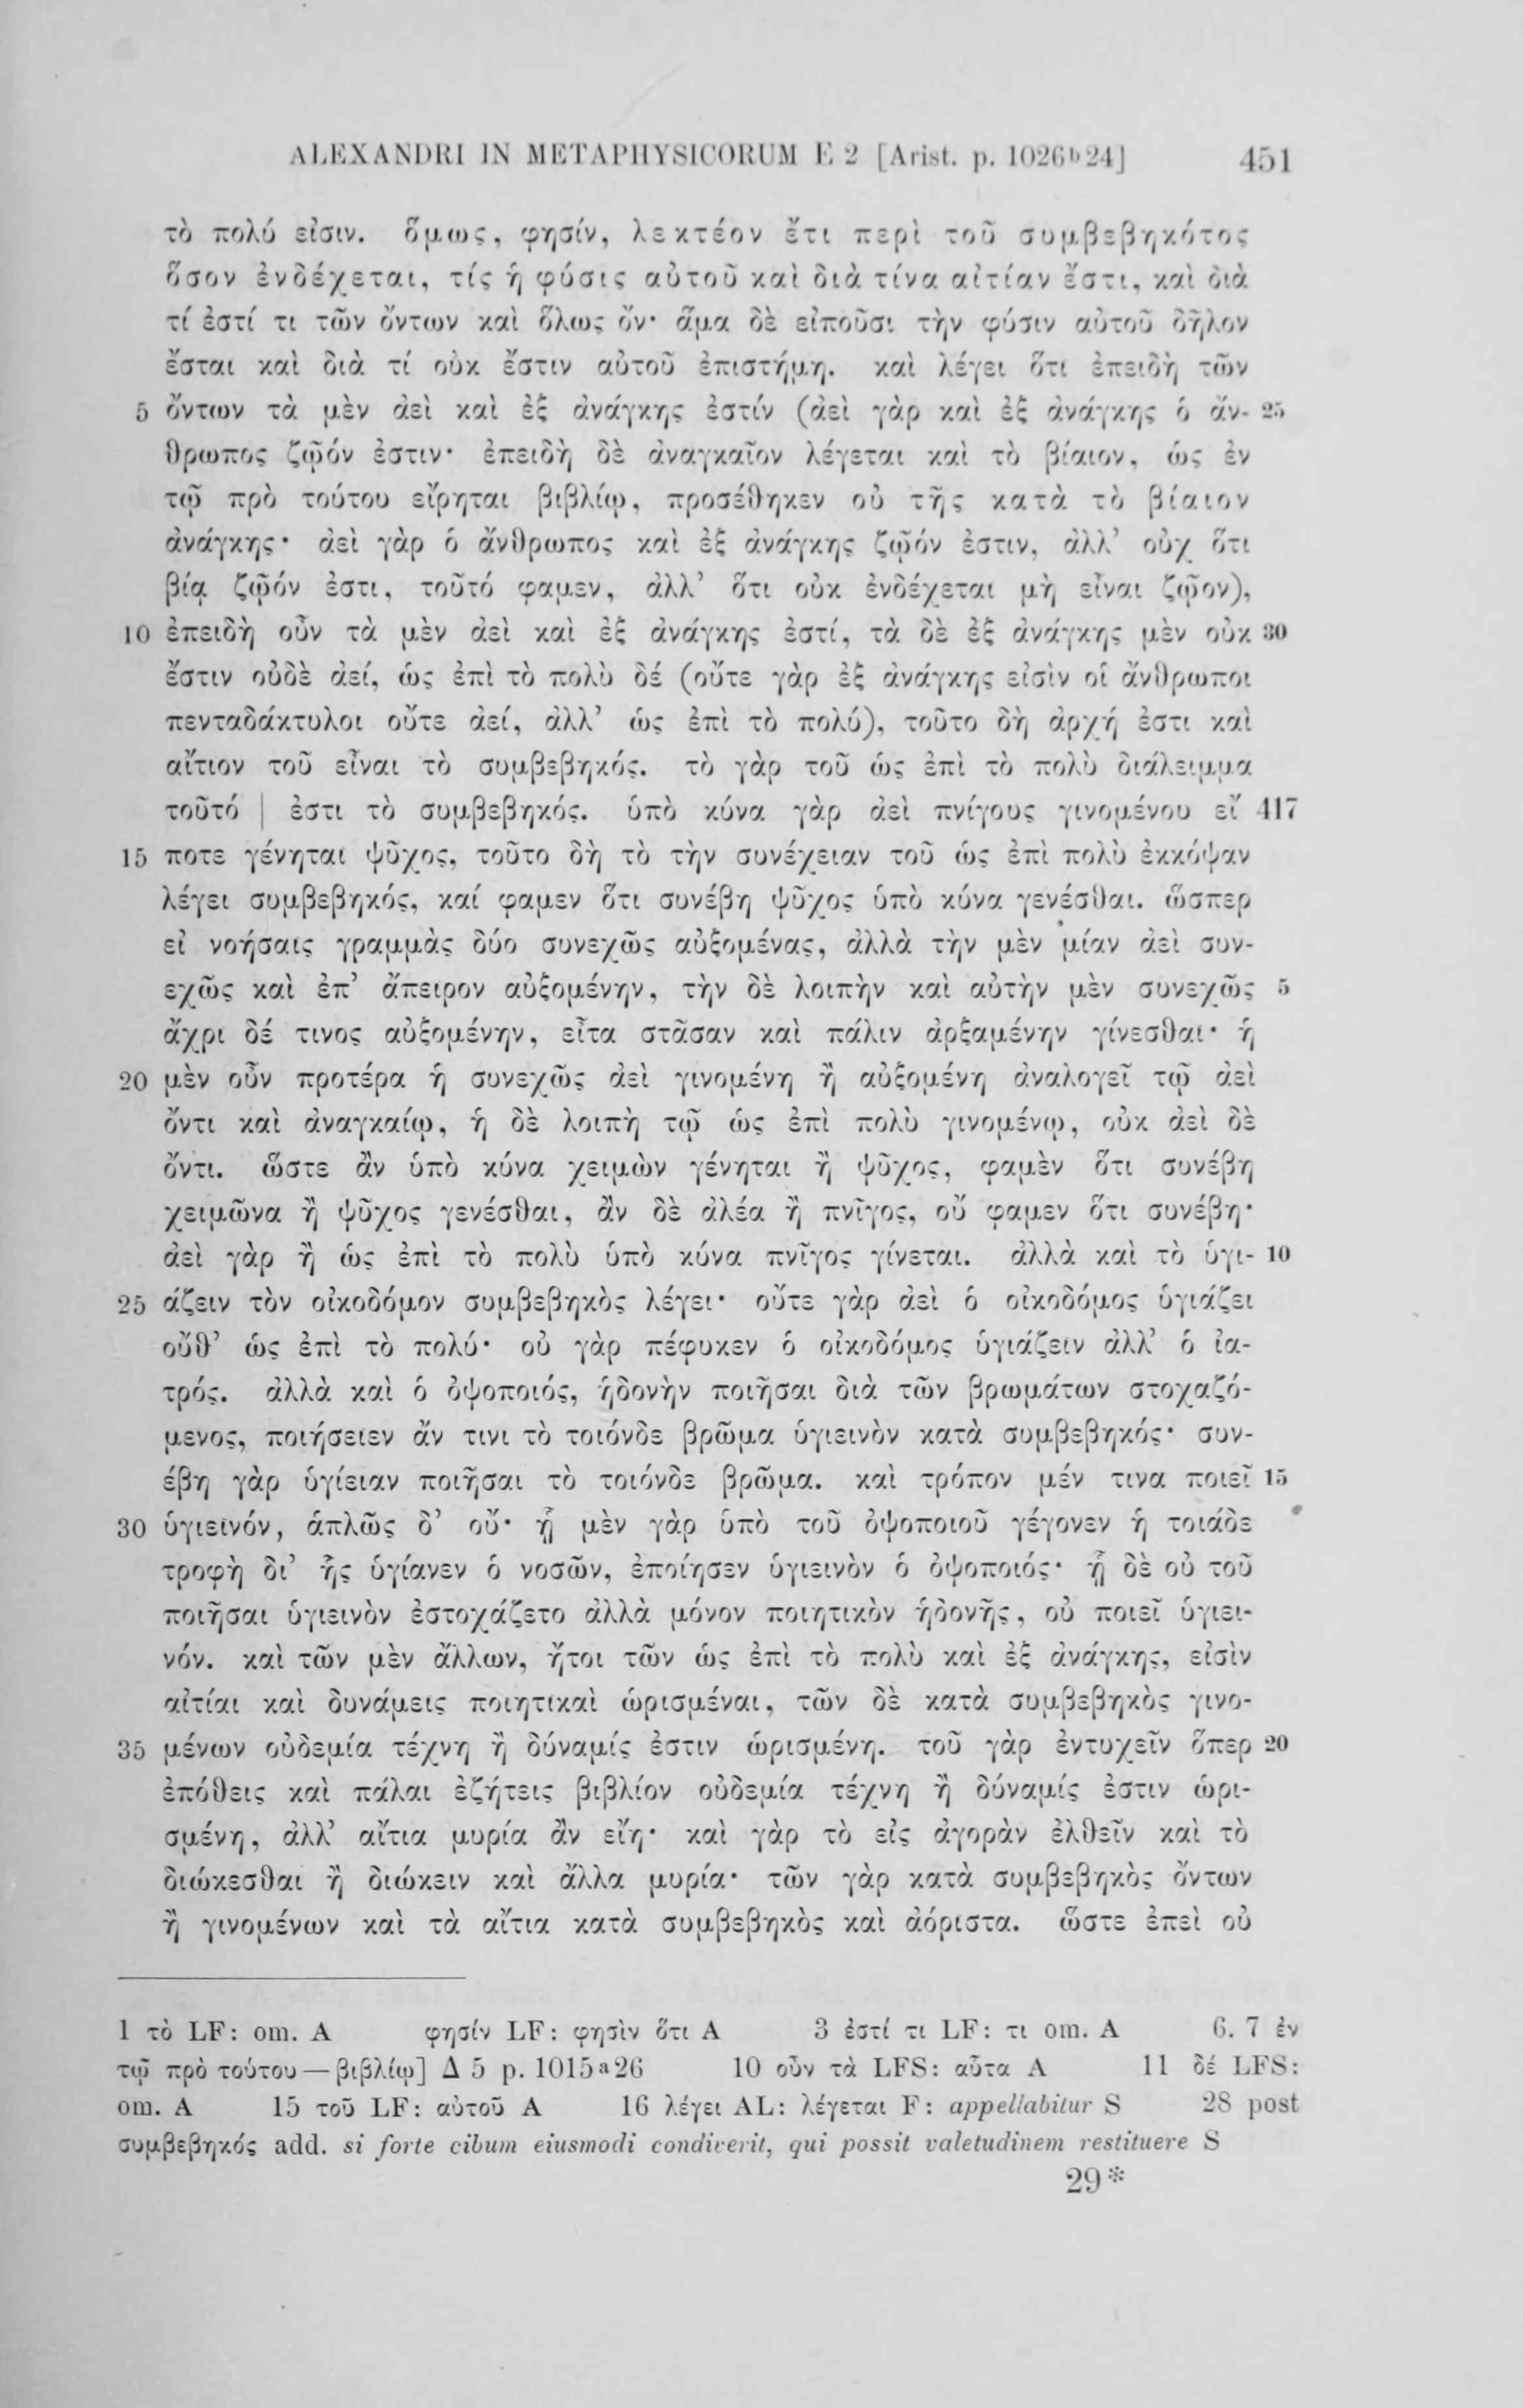 ALEXANDRI IN METAPHYSICORUM E 2 [Arist. p. 1026ᵇ24] 451
τὸ πολύ εἰσιν. ὅμως, φησίν, λεκτέον ἔτι περὶ τοῦ συμβεβηκότος
ὅσον ἐνδέχεται, τίς ἡ φύσις αὐτοῦ καὶ διὰ τίνα αἰτίαν ἔστι, καὶ διὰ
τί ἐστί τι τῶν ὄντων καὶ ὅλως ὄν· ἅμα δὲ εἰποῦσι τὴν φύσιν αὐτοῦ δῆλον
ἔσται καὶ διὰ τί οὐκ ἔστιν αὐτοῦ ἐπιστήμη. καὶ λέγει ὅτι ἐπειδὴ τῶν
5 ὄντων τὰ μὲν ἀεὶ καὶ ἐξ ἀνάγκης ἐστίν (ἀεὶ γὰρ καὶ ἐξ ἀνάγκης ὁ ἄν- 25
θρωπος ζῷόν ἐστιν· ἐπειδὴ δὲ ἀναγκαῖον λέγεται καὶ τὸ βίαιον, ὡς ἐν
τῷ πρὸ τούτου εἴρηται βιβλίῳ, προσέθηκεν οὐ τῆς κατὰ τὸ βίαιον
ἀνάγκης· ἀεὶ γὰρ ὁ ἄνθρωπος καὶ ἐξ ἀνάγκης ζῷόν ἐστιν, ἀλλ’ οὐχ ὅτι
βίᾳ ζῷόν ἐστι, τοῦτό φαμεν, ἀλλ’ ὅτι οὐκ ἐνδέχεται μὴ εἶναι ζῷον),
10 ἐπειδὴ οὖν τὰ μὲν ἀεὶ καὶ ἐξ ἀνάγκης ἐστί, τὰ δὲ ἐξ ἀνάγκης μὲν οὐκ 30
ἔστιν οὐδὲ ἀεί, ὡς ἐπὶ τὸ πολὺ δέ (οὔτε γὰρ ἐξ ἀνάγκης εἰσὶν οἱ ἄνθρωποι
πενταδάκτυλοι οὔτε ἀεί, ἀλλ’ ὡς ἐπὶ τὸ πολύ), τοῦτο δὴ ἀρχή ἐστι καὶ
αἴτιον τοῦ εἶναι τὸ συμβεβηκός. τὸ γὰρ τοῦ ὡς ἐπὶ τὸ πολὺ διάλειμμα
τοῦτό | ἐστι τὸ συμβεβηκός. ὑπὸ κύνα γὰρ ἀεὶ πνίγους γινομένου εἴ 417
15 ποτε γένηται ψῦχος, τοῦτο δὴ τὸ τὴν συνέχειαν τοῦ ὡς ἐπὶ πολὺ ἐκκόψαν
λέγει συμβεβηκός, καί φαμεν ὅτι συνέβη ψῦχος ὑπὸ κύνα γενέσθαι. ὥσπερ
εἰ νοήσαις γραμμὰς δύο συνεχῶς αὐξομένας, ἀλλὰ τὴν μὲν μίαν ἀεὶ συν-
εχῶς καὶ ἐπ’ ἄπειρον αὐξομένην, τὴν δὲ λοιπὴν καὶ αὐτὴν μὲν συνεχῶς 5
ἄχρι δέ τινος αὐξομένην, εἶτα στᾶσαν καὶ πάλιν ἀρξαμένην γίνεσθαι· ἡ
20 μὲν οὖν προτέρα ἡ συνεχῶς ἀεὶ γινομένη ἢ αὐξομένη ἀναλογεῖ τῷ ἀεὶ
ὄντι καὶ ἀναγκαίῳ, ἡ δὲ λοιπὴ τῷ ὡς ἐπὶ πολὺ γινομένῳ, οὐκ ἀεὶ δὲ
ὄντι. ὥστε ἂν ὑπὸ κύνα χειμὼν γένηται ἢ ψῦχος, φαμὲν ὅτι συνέβη
χειμῶνα ἢ ψῦχος γενέσθαι, ἂν δὲ ἀλέα ἢ πνῖγος, οὔ φαμεν ὅτι συνέβη·
ἀεὶ γὰρ ἢ ὡς ἐπὶ τὸ πολὺ ὑπὸ κύνα πνῖγος γίνεται. ἀλλὰ καὶ τὸ ὑγι- 10
25 άζειν τὸν οἰκοδόμον συμβεβηκὸς λέγει· οὔτε γὰρ ἀεὶ ὁ οἰκοδόμος ὑγιάζει
οὔθ’ ὡς ἐπὶ τὸ πολύ· οὐ γὰρ πέφυκεν ὁ οἰκοδόμος ὑγιάζειν ἀλλ’ ὁ ἰα-
τρός. ἀλλὰ καὶ ὁ ὀψοποιός, ἡδονὴν ποιῆσαι διὰ τῶν βρωμάτων στοχαζό-
μενος, ποιήσειεν ἄν τινι τὸ τοιόνδε βρῶμα ὑγιεινὸν κατὰ συμβεβηκός· συν-
έβη γὰρ ὑγίειαν ποιῆσαι τὸ τοιόνδε βρῶμα. καὶ τρόπον μέν τινα ποιεῖ 15
30 ὑγιεινόν, ἁπλῶς δ’ οὔ· ᾗ μὲν γὰρ ὑπὸ τοῦ ὀψοποιοῦ γέγονεν ἡ τοιάδε
τροφὴ δι’ ἧς ὑγίανεν ὁ νοσῶν, ἐποίησεν ὑγιεινὸν ὁ ὀψοποιός· ᾗ δὲ οὐ τοῦ
ποιῆσαι ὑγιεινὸν ἐστοχάζετο ἀλλὰ μόνον ποιητικὸν ἡδονῆς, οὐ ποιεῖ ὑγιει-
νόν. καὶ τῶν μὲν ἄλλων, ἤτοι τῶν ὡς ἐπὶ τὸ πολὺ καὶ ἐξ ἀνάγκης, εἰσὶν
αἰτίαι καὶ δυνάμεις ποιητικαὶ ὡρισμέναι, τῶν δὲ κατὰ συμβεβηκὸς γινο-
35 μένων οὐδεμία τέχνη ἢ δύναμίς ἐστιν ὡρισμένη. τοῦ γὰρ ἐντυχεῖν ὅπερ 20
ἐπόθεις καὶ πάλαι ἐζήτεις βιβλίον οὐδεμία τέχνη ἢ δύναμίς ἐστιν ὡρι-
σμένη, ἀλλ’ αἴτια μυρία ἂν εἴη· καὶ γὰρ τὸ εἰς ἀγορὰν ἐλθεῖν καὶ τὸ
διώκεσθαι ἢ διώκειν καὶ ἄλλα μυρία· τῶν γὰρ κατὰ συμβεβηκὸς ὄντων
ἢ γινομένων καὶ τὰ αἴτια κατὰ συμβεβηκὸς καὶ ἀόριστα. ὥστε ἐπεὶ οὐ
1 τὸ LF: om. A φησίν LF: φησὶν ὅτι A 3 ἐστί τι LF: τι om. A 6. 7 ἐν
τῷ πρὸ τούτου — βιβλίῳ] Δ 5 p. 1015ᵃ26 10 οὖν τὰ LFS: αὖτα A 11 δέ LFS:
om. A 15 τοῦ LF: αὐτοῦ A 16 λέγει AL: λέγεται F: appellabitur S 28 post
συμβεβηκός add. si forte cibum eiusmodi condiverit, qui possit valetudinem restituere S
29*